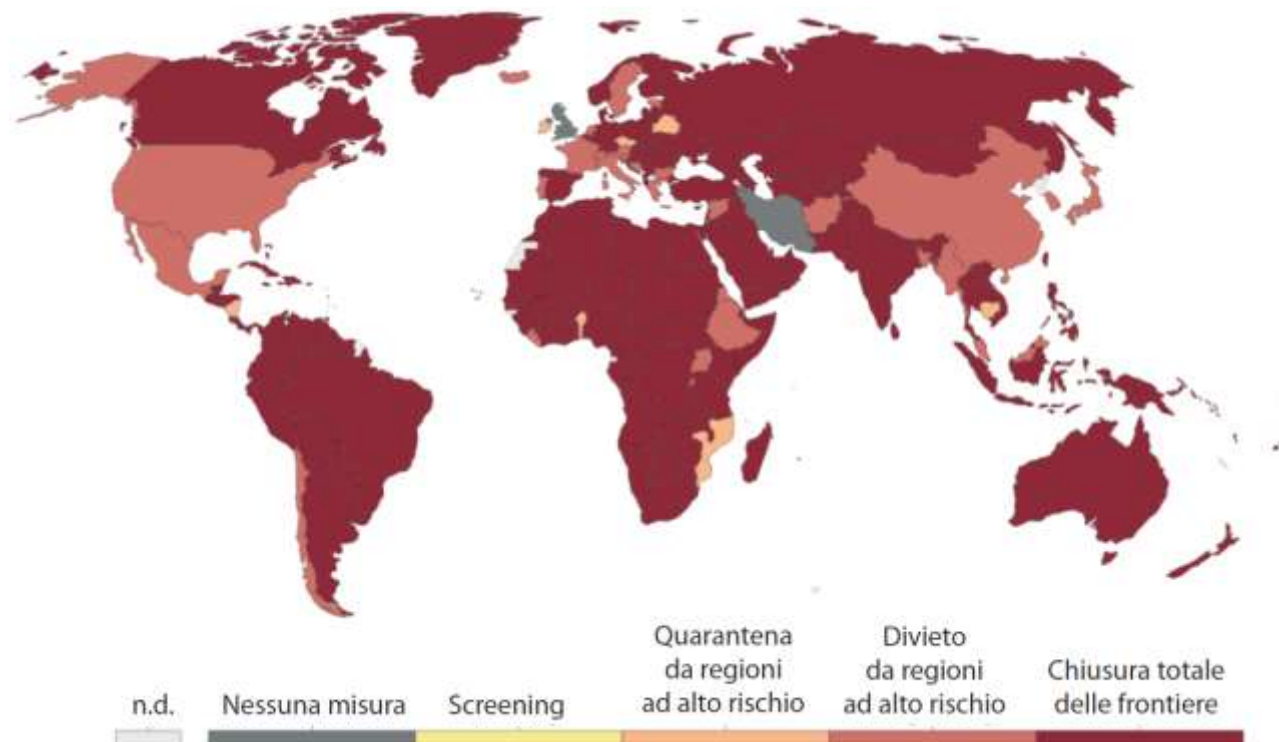 n.d.
Nessuna misura
Screening
Quarantena
da regioni
ad alto rischio
Divieto
da regioni
ad alto rischio
Chiusura totale
delle frontiere